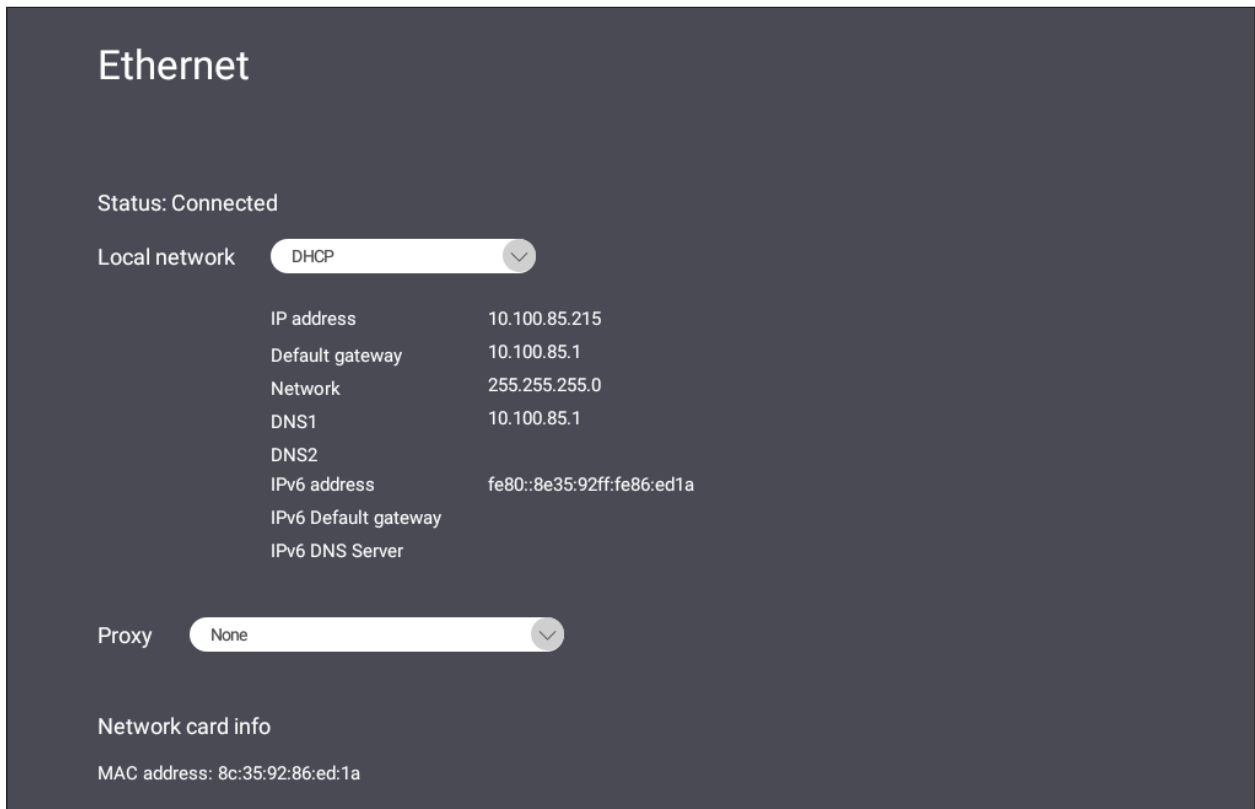 Ethernet
Status: Connected
Local network DHCP
IP address 10.100.85.215
Default gateway 10.100.85.1
Network 255.255.255.0
DNS1 10.100.85.1
DNS2
IPv6 address fe80::8e35:92ff:fe86:ed1a
IPv6 Default gateway
IPv6 DNS Server
Proxy None
Network card info
MAC address: 8c:35:92:86:ed:1a